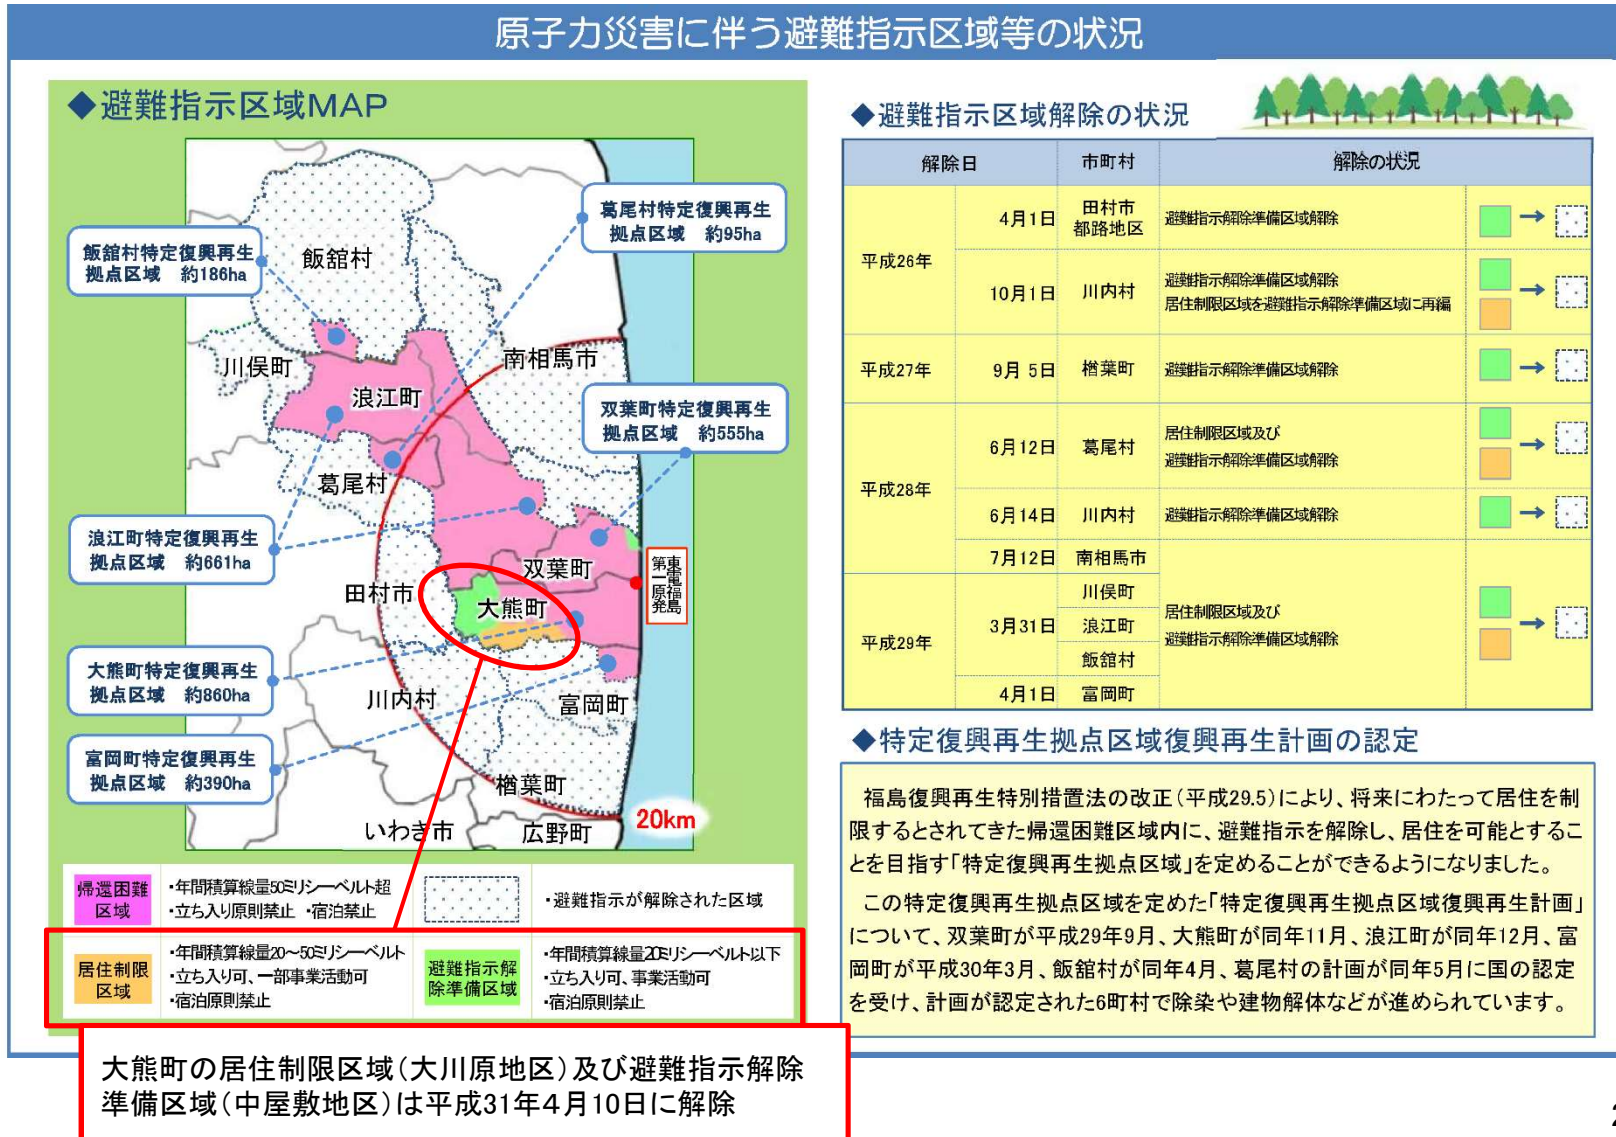 原子力災害に伴う避難指示区域等の状況
◆避難指示区域MAP
葛尾村特定復興再生
拠点区域　約95ha
飯舘村特定復興再生
拠点区域　約186ha
飯舘村
川俣町
南相馬市
浪江町
双葉町特定復興再生
拠点区域　約555ha
葛尾村
浪江町特定復興再生
拠点区域　約661ha
双葉町
東電福島
第一原発
田村市
大熊町
大熊町特定復興再生
拠点区域　約860ha
川内村
富岡町
富岡町特定復興再生
拠点区域　約390ha
楢葉町
20km
いわき市
広野町
帰還困難
区域
・年間積算線量50ミリシーベルト超
・立ち入り原則禁止　・宿泊禁止
・避難指示が解除された区域
居住制限
区域
・年間積算線量20～50ミリシーベルト
・立ち入り可、一部事業活動可
・宿泊原則禁止
避難指示解
除準備区域
・年間積算線量20ミリシーベルト以下
・立ち入り可、事業活動可
・宿泊原則禁止
大熊町の居住制限区域（大川原地区）及び避難指示解除
準備区域（中屋敷地区）は平成31年４月10日に解除
◆避難指示区域解除の状況
解除日　市町村　解除の状況
平成26年
4月1日　田村市
都路地区
避難指示解除準備区域解除
→
10月1日　川内村
避難指示解除準備区域解除
居住制限区域を避難指示解除準備区域に再編
→
平成27年　9月 5日　楢葉町　避難指示解除準備区域解除　→
平成28年
6月12日　葛尾村
居住制限区域及び
避難指示解除準備区域解除
→
6月14日　川内村　避難指示解除準備区域解除　→
7月12日　南相馬市
平成29年
3月31日
川俣町
浪江町
飯舘村
4月1日　富岡町
居住制限区域及び
避難指示解除準備区域解除
→
◆特定復興再生拠点区域復興再生計画の認定
福島復興再生特別措置法の改正（平成29.5）により、将来にわたって居住を制
限するとされてきた帰還困難区域内に、避難指示を解除し、居住を可能とするこ
とを目指す「特定復興再生拠点区域」を定めることができるようになりました。
この特定復興再生拠点区域を定めた「特定復興再生拠点区域復興再生計画」
について、双葉町が平成29年9月、大熊町が同年11月、浪江町が同年12月、富
岡町が平成30年3月、飯舘村が同年4月、葛尾村の計画が同年5月に国の認定
を受け、計画が認定された6町村で除染や建物解体などが進められています。